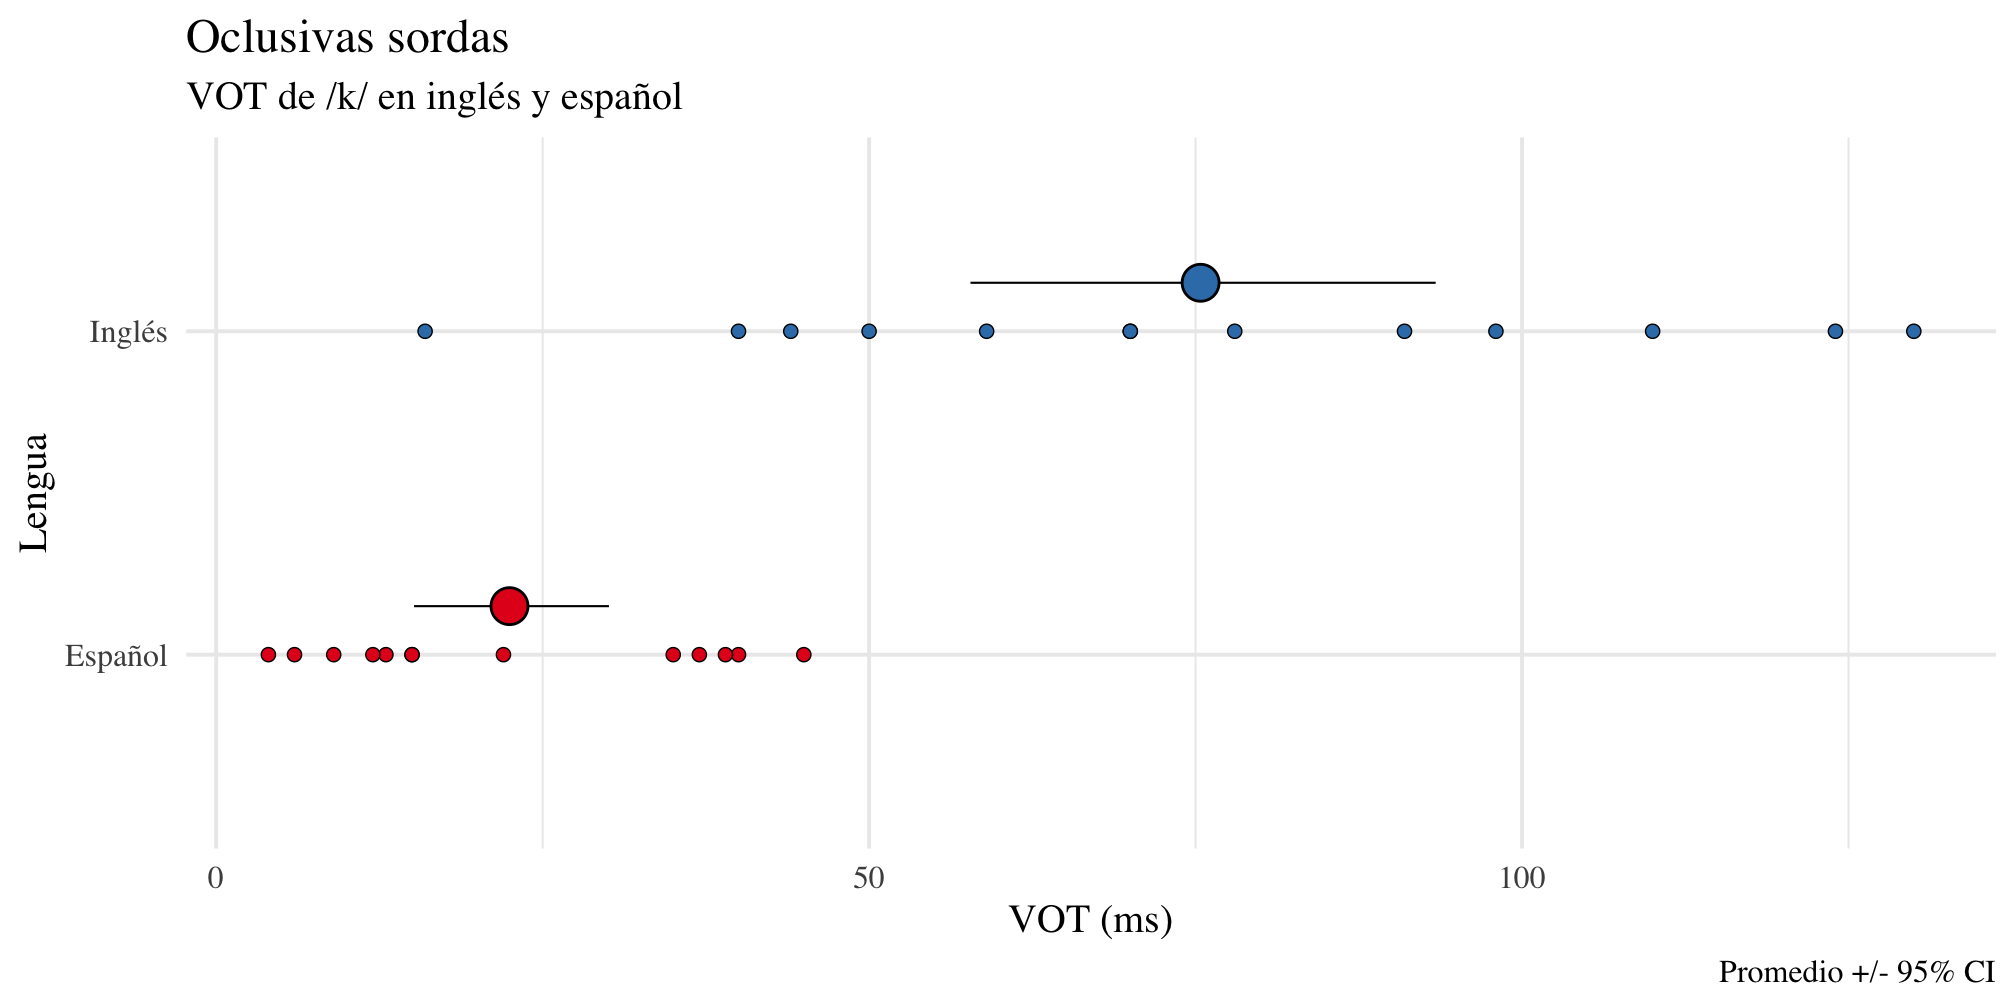 Oclusivas sordas
VOT de /k/ en inglés y español
Inglés
Español
Lengua
0
50
100
VOT (ms)
Promedio +/- 95% CI